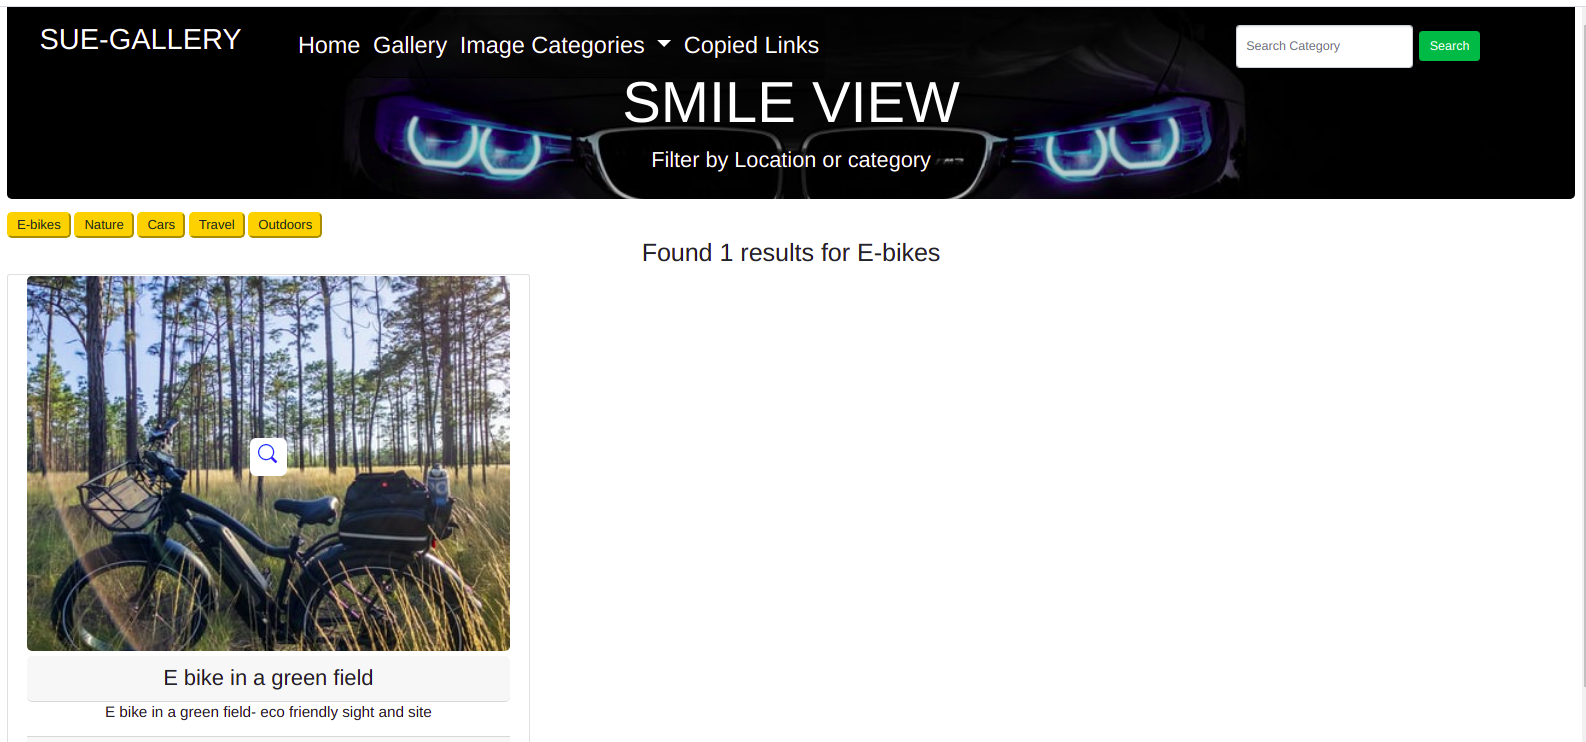 SUE-GALLERY
Home Gallery Image Categories Copied Links
Search Category
Search
SMILE VIEW
Filter by Location or category
E-bikes Nature Cars Travel Outdoors
Found 1 results for E-bikes
E bike in a green field
E bike in a green field- eco friendly sight and site